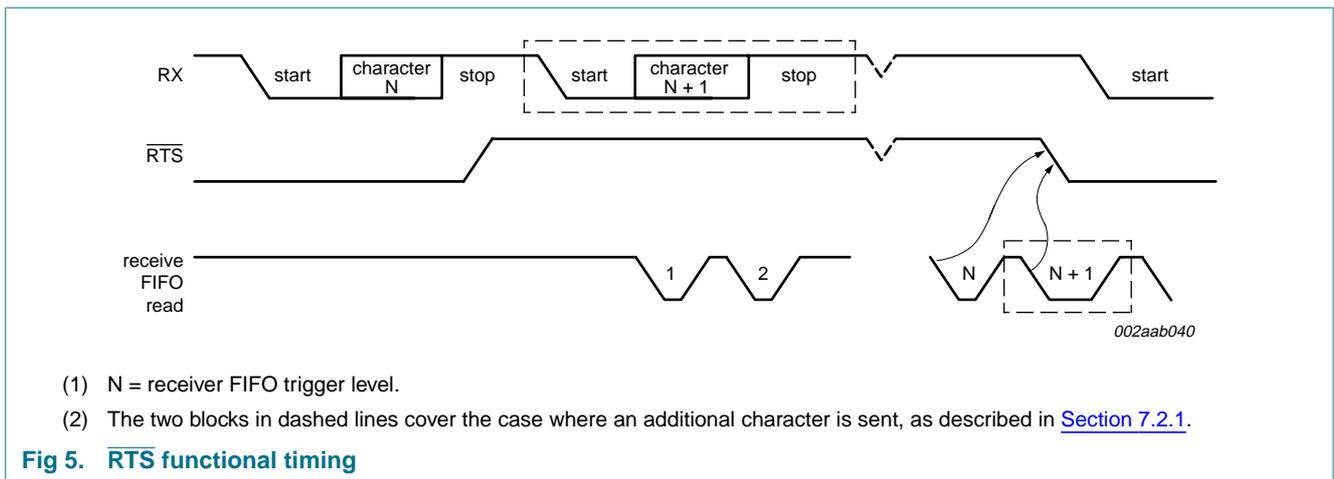 RX
start
character
N
stop
start
character
N + 1
stop
start
RTS
receive
FIFO
read
1
2
N
N + 1
002aab040
(1) N = receiver FIFO trigger level.
(2) The two blocks in dashed lines cover the case where an additional character is sent, as described in Section 7.2.1.
Fig 5. RTS functional timing